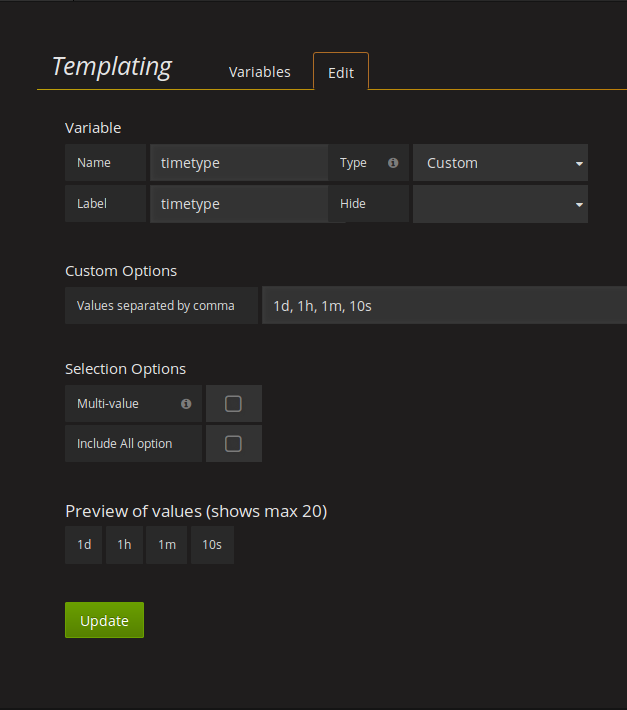 Templating Variables Edit
Variable
Name timetype Type Custom
Label timetype Hide
Custom Options
Values separated by comma 1d, 1h, 1m, 10s
Selection Options
Multi-value
Include All option
Preview of values (shows max 20)
1d 1h 1m 10s
Update